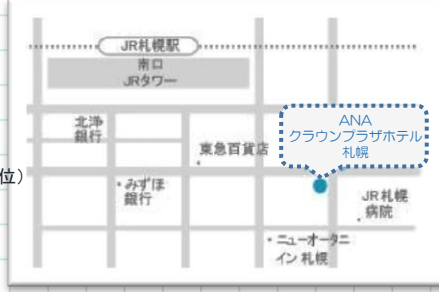 JR札幌駅
南口
JRタワー
北洋
銀行
東急百貨店
ANA
クラウンプラザホテル
札幌
位）
・みずほ
銀行
JR札幌
病院
・ニューオータニ
イン 札幌